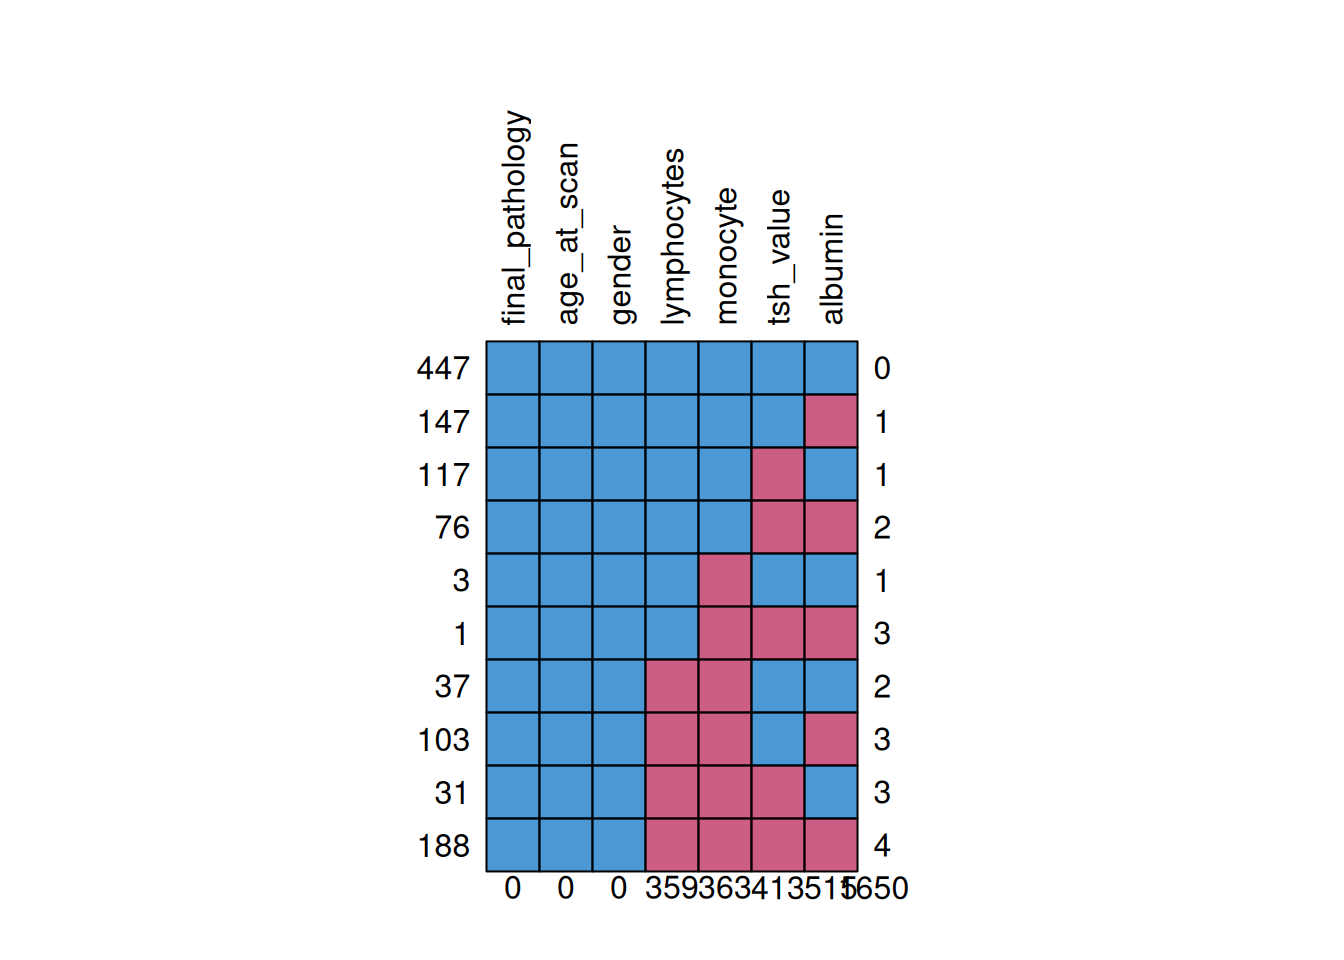 final_pathology
age_at_scan
gender
lymphocytes
monocyte
tsh_value
albumin
447 0
147 1
117 1
76 2
3 1
1 3
37 2
103 3
31 3
188 4
0 0 0 359 363 413 515 1650